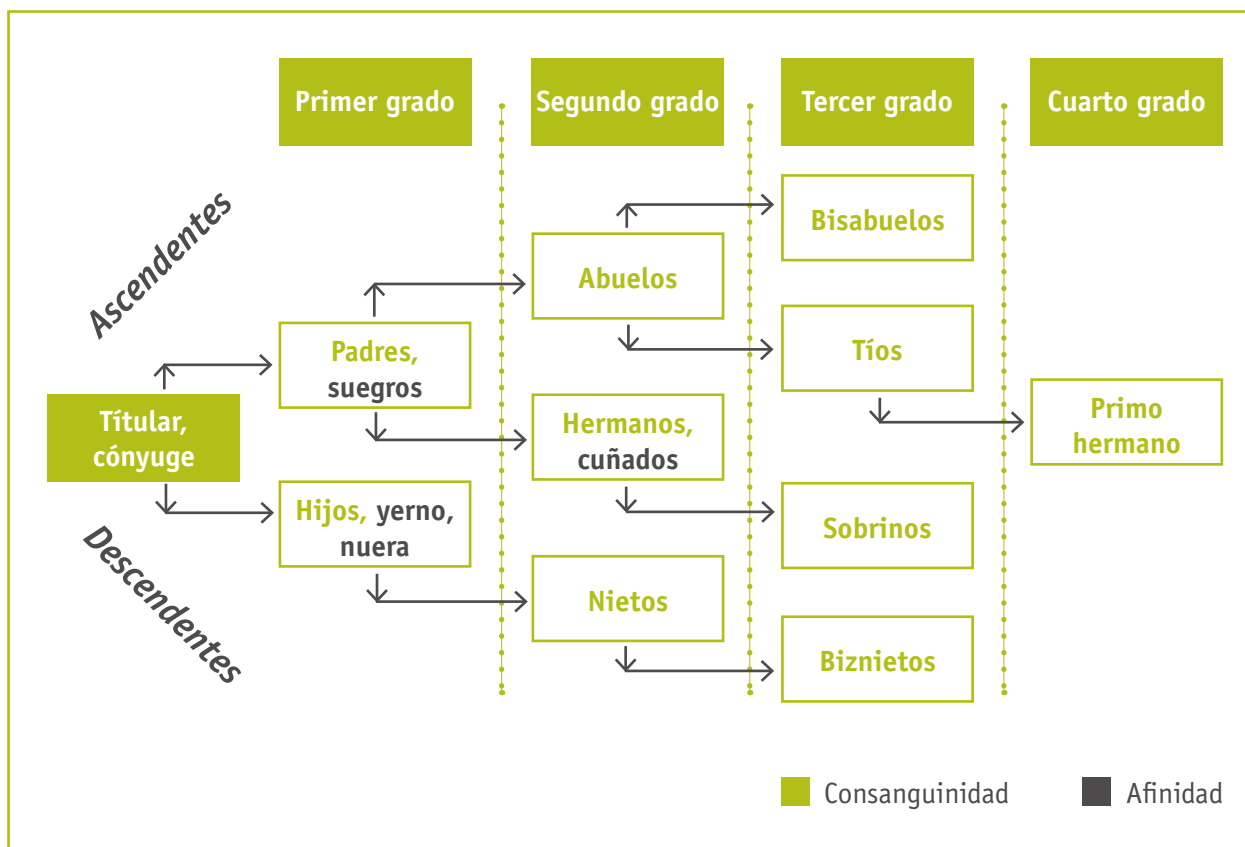 Primer grado
Segundo grado
Tercer grado
Cuarto grado
Ascendentes
Descendentes
Títular,
cónyuge
Padres,
suegros
Hijos, yerno,
nuera
Abuelos
Hermanos,
cuñados
Nietos
Bisabuelos
Tíos
Sobrinos
Biznietos
Primo
hermano
Consanguinidad
Afinidad